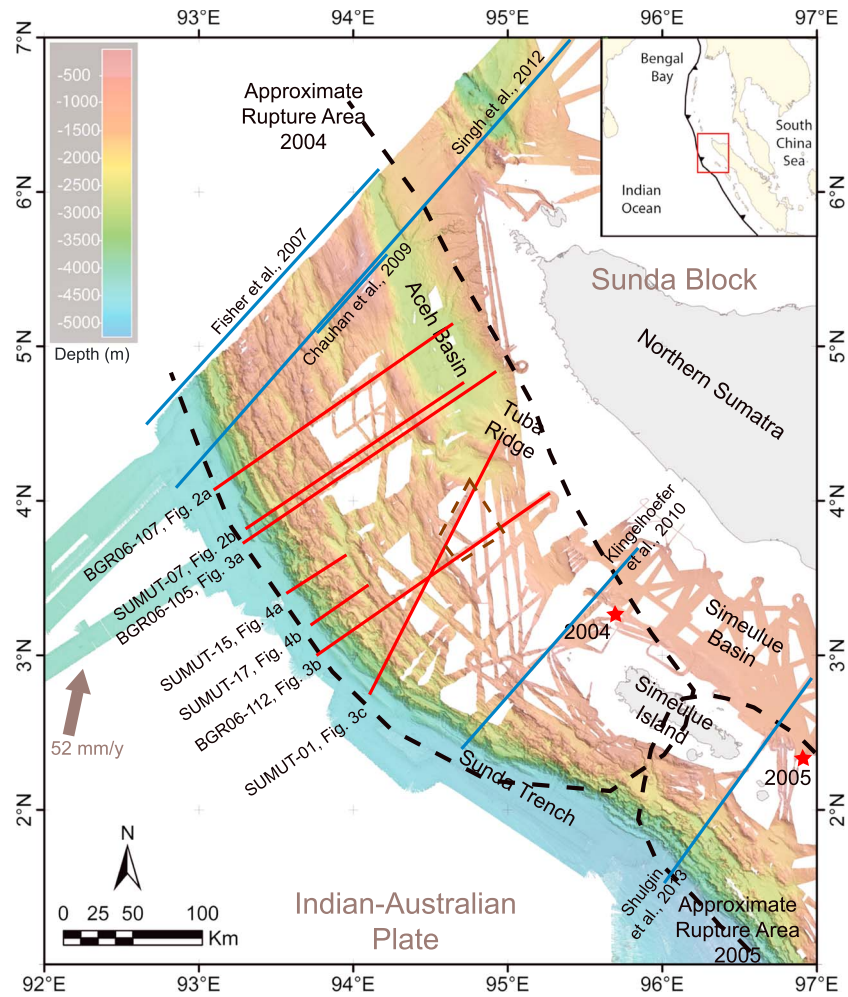 93°E
94°E
95°E
96°E
97°E
7°N
6°N
5°N
4°N
3°N
2°N
-500
-1000
-1500
-2000
-2500
-3000
-3500
-4000
-4500
-5000
Depth (m)
Approximate
Rupture Area
2004
Singh et al., 2012
Bengal
Bay
South
China
Sea
Indian
Ocean
Fisher et al., 2007
Chauhan et al., 2009
Aceh Basin
Sunda Block
Northern Sumatra
Tuba
Ridge
BGR06-107, Fig. 2a
SUMUT-07, Fig. 2b
BGR06-105, Fig. 3a
SUMUT-15, Fig. 4a
SUMUT-17, Fig. 4b
BGR06-112, Fig. 3b
SUMUT-01, Fig. 3c
Klingelhoefer
et al., 2010
2004
Simeulue
Basin
Simeulue
Island
2005
52 mm/y
Sunda Trench
Shulgin
et al., 2013
Approximate
Rupture Area
2005
Indian-Australian
Plate
N
0 25 50 100
Km
92°E
93°E
94°E
95°E
96°E
97°E